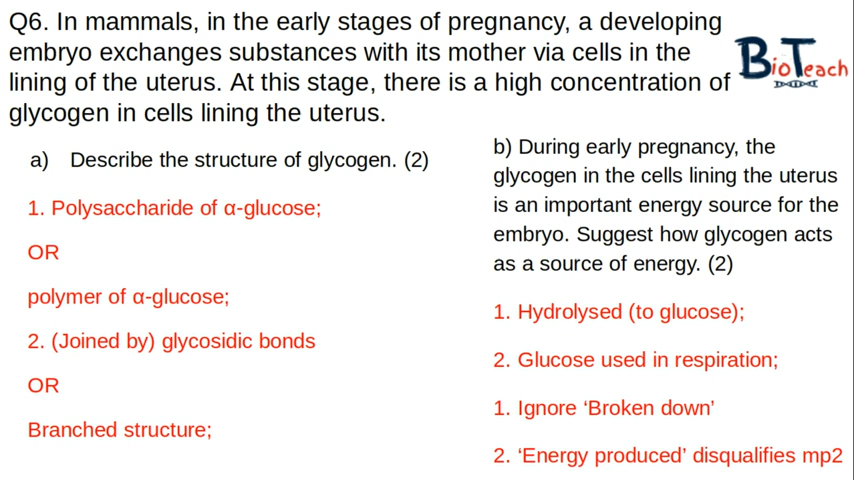 Q6. In mammals, in the early stages of pregnancy, a developing
embryo exchanges substances with its mother via cells in the
lining of the uterus. At this stage, there is a high concentration of
glycogen in cells lining the uterus.
BioTeach
a) Describe the structure of glycogen. (2)
1. Polysaccharide of α-glucose;
OR
polymer of α-glucose;
2. (Joined by) glycosidic bonds
OR
Branched structure;
b) During early pregnancy, the
glycogen in the cells lining the uterus
is an important energy source for the
embryo. Suggest how glycogen acts
as a source of energy. (2)
1. Hydrolysed (to glucose);
2. Glucose used in respiration;
1. Ignore ‘Broken down’
2. ‘Energy produced’ disqualifies mp2